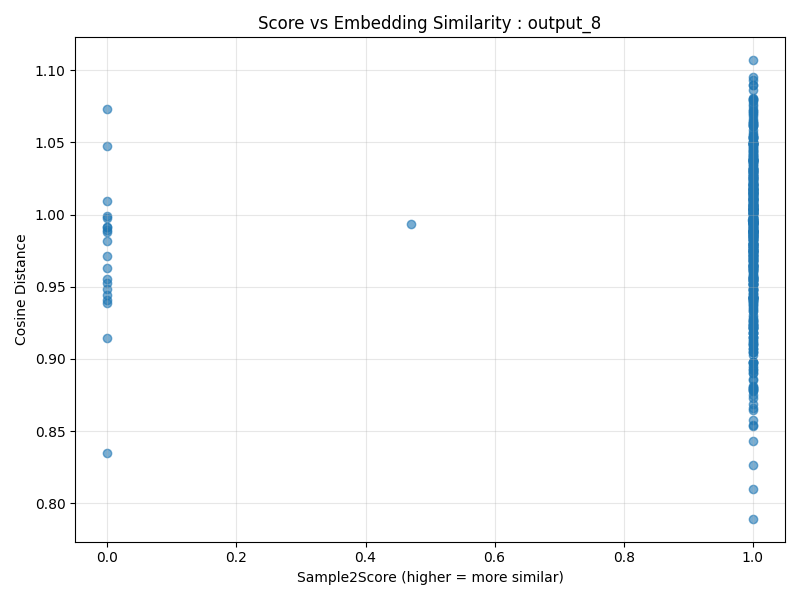 Score vs Embedding Similarity : output_8
Cosine Distance
1.10
1.05
1.00
0.95
0.90
0.85
0.80
0.0 0.2 0.4 0.6 0.8 1.0
Sample2Score (higher = more similar)